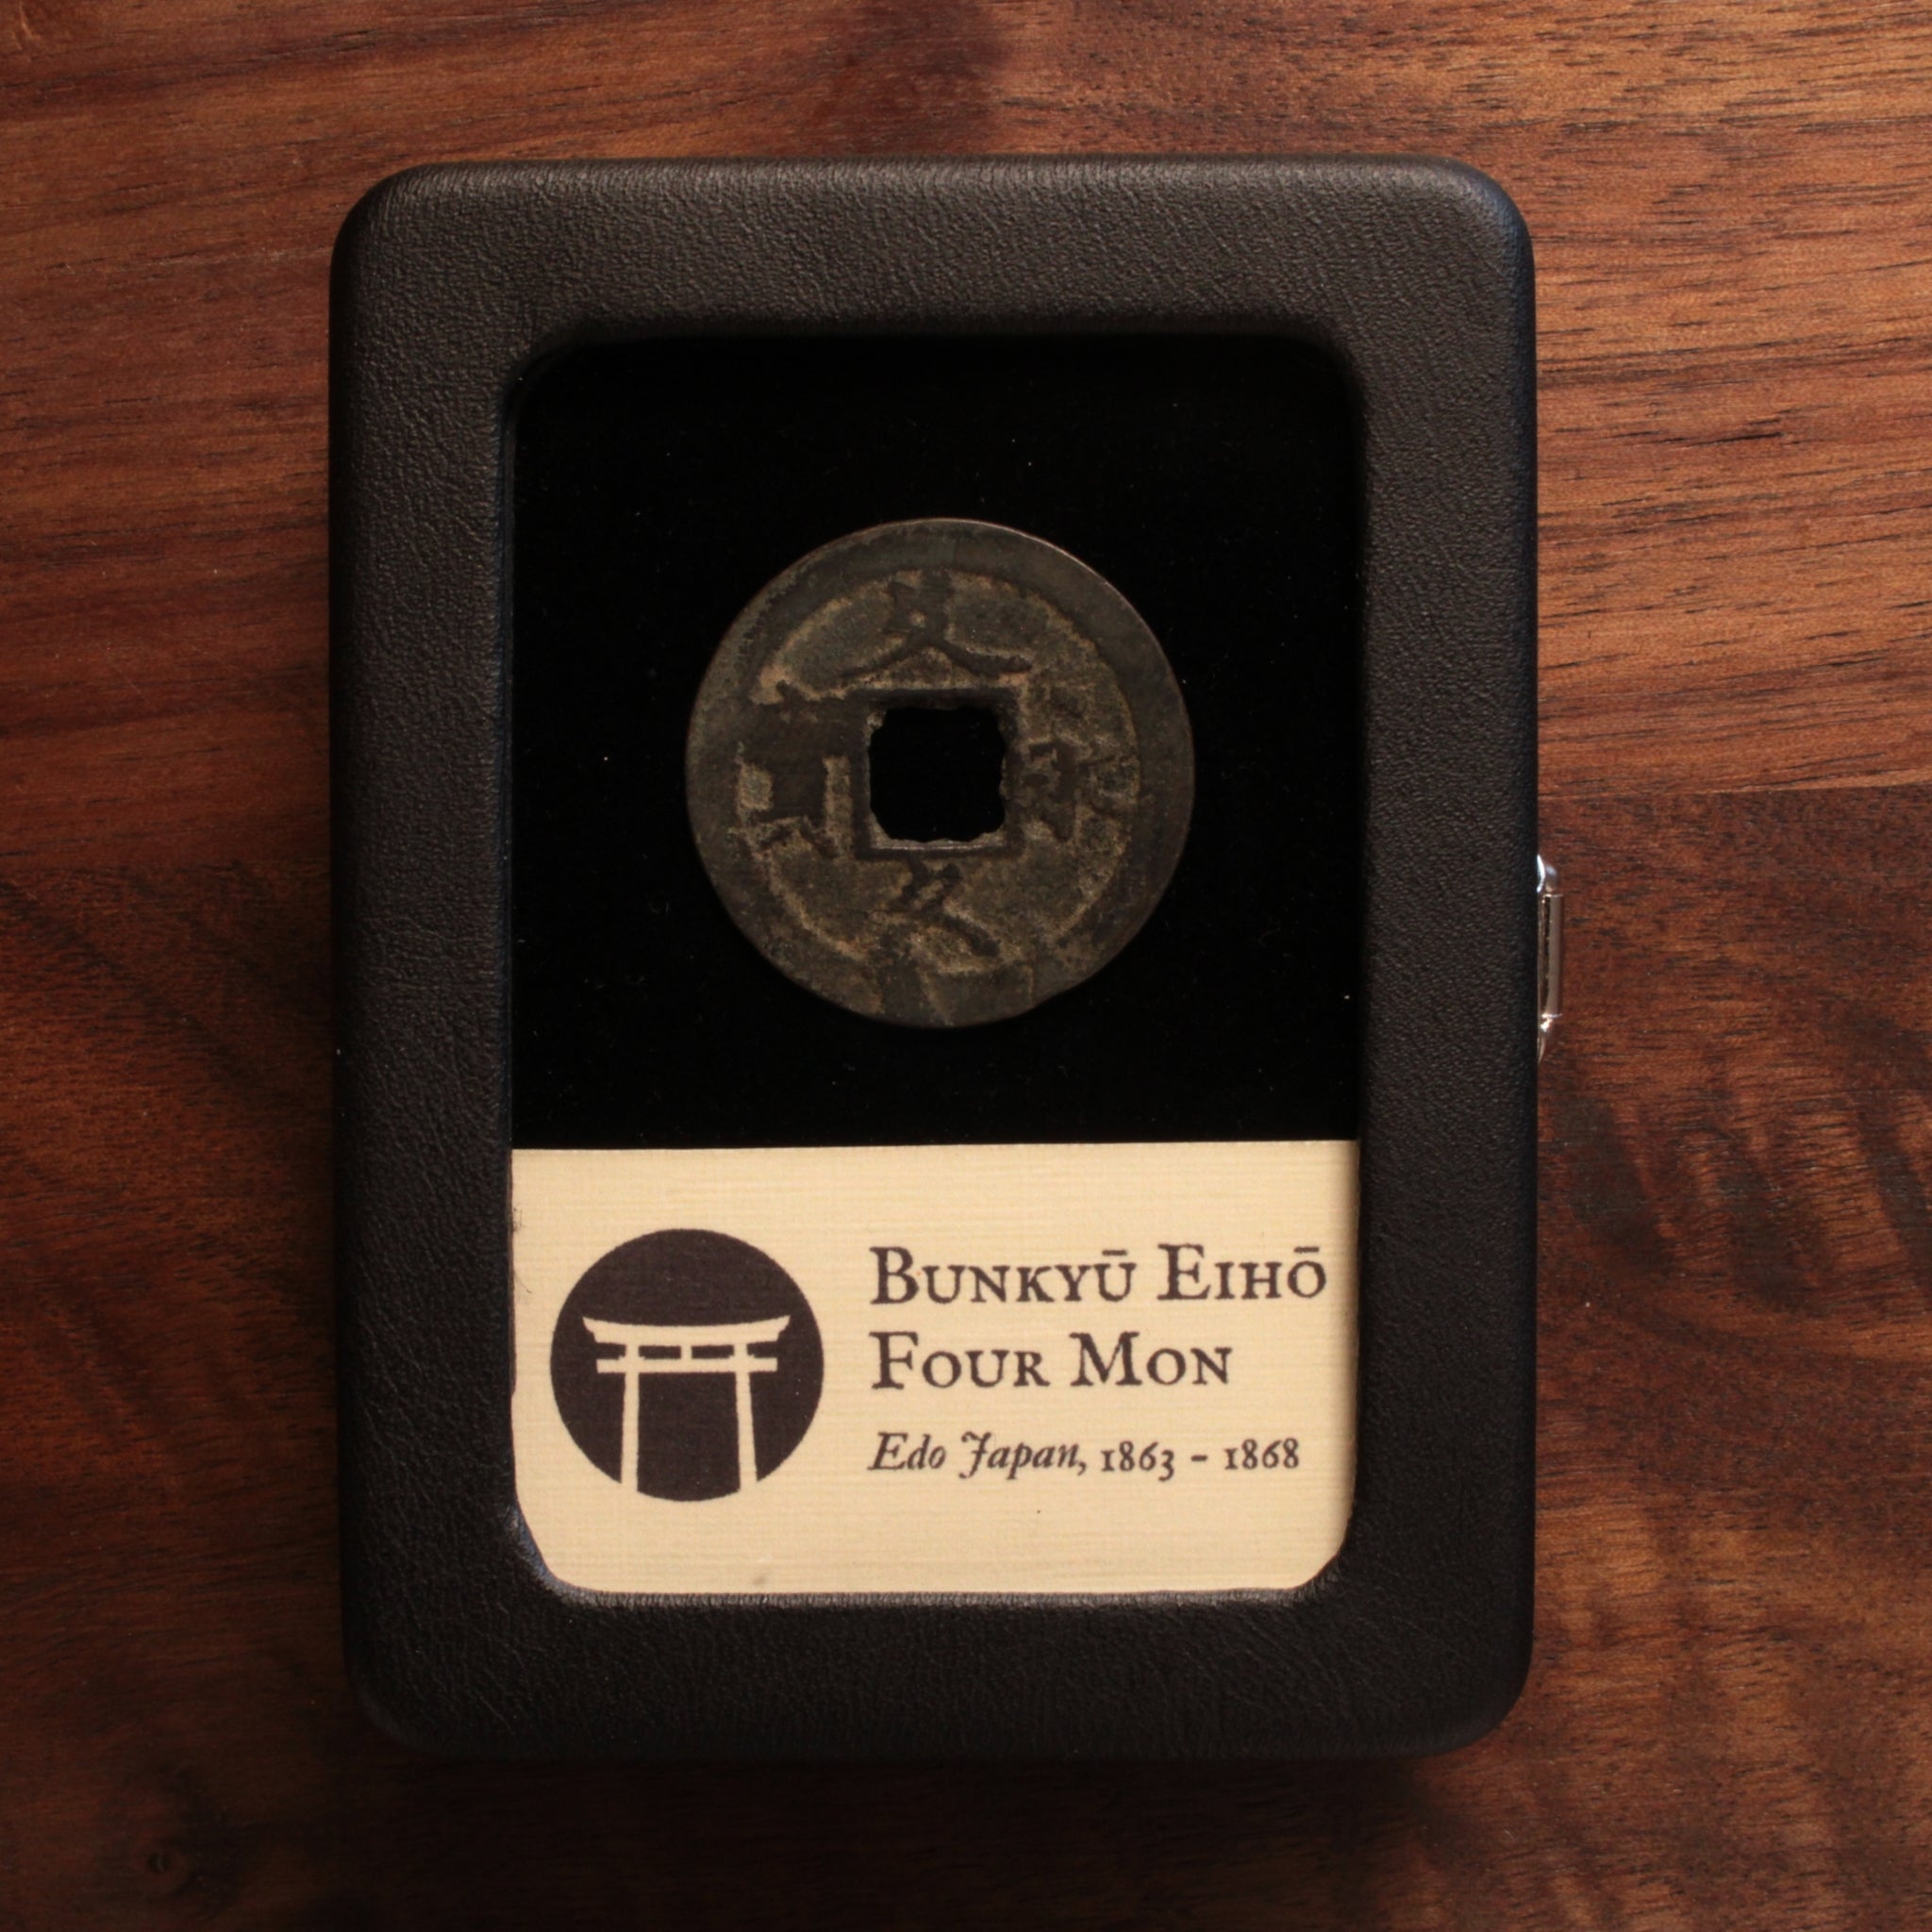 文
久
Bunkyū Eihō
Four Mon
Edo Japan, 1863 - 1868